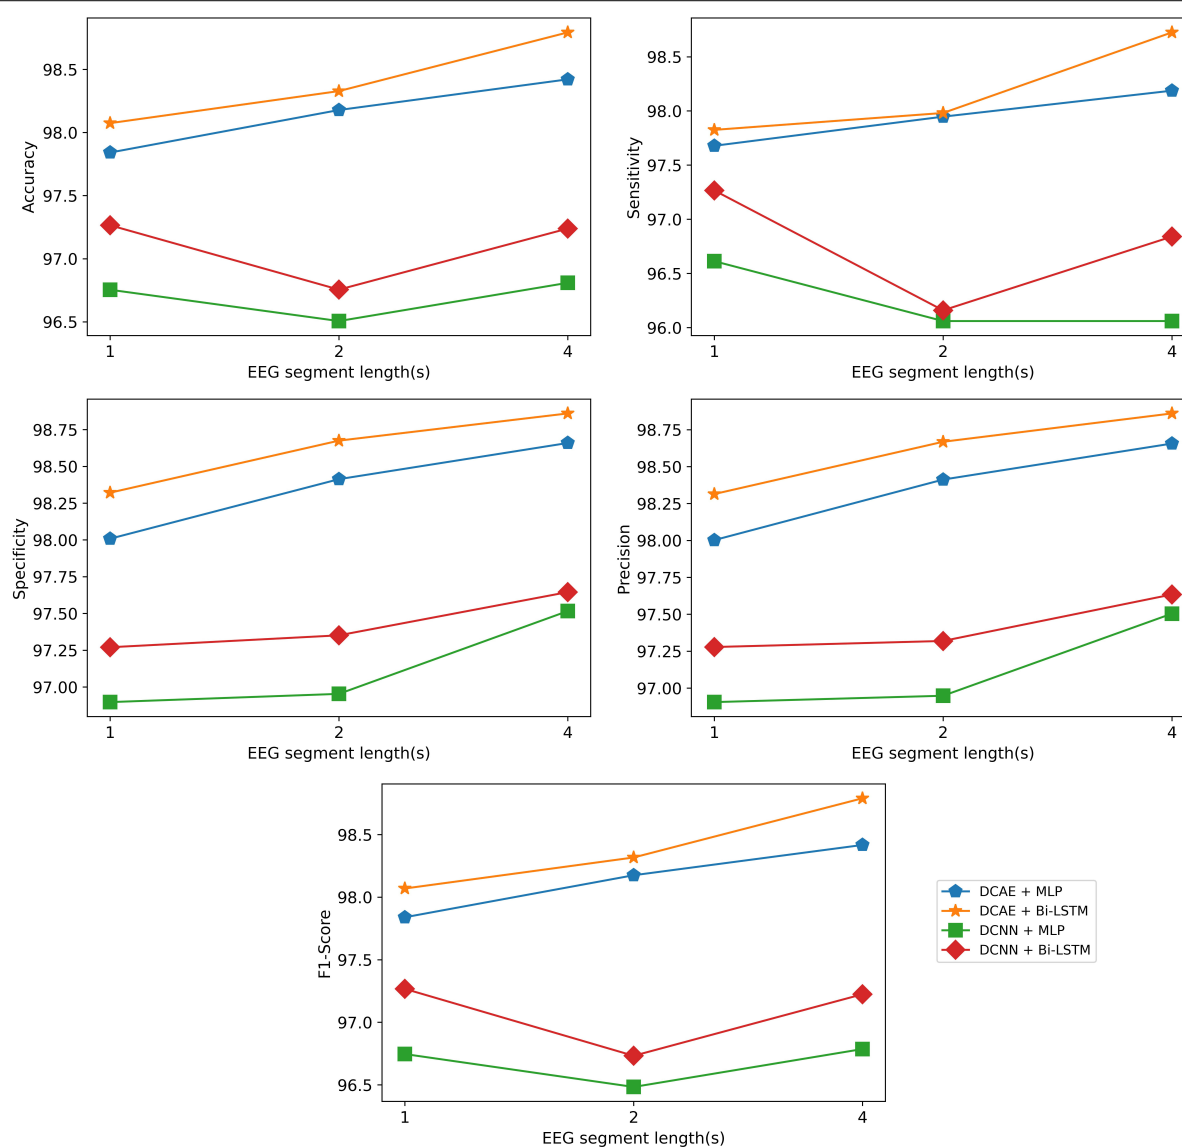 98.5
98.0
97.5
97.0
96.5
Accuracy
1 2 4
EEG segment length(s)
98.5
98.0
97.5
97.0
96.5
96.0
Sensitivity
1 2 4
EEG segment length(s)
98.75
98.50
98.25
98.00
97.75
97.50
97.25
97.00
Specificity
1 2 4
EEG segment length(s)
98.75
98.50
98.25
98.00
97.75
97.50
97.25
97.00
Precision
1 2 4
EEG segment length(s)
98.5
98.0
97.5
97.0
96.5
F1-Score
1 2 4
EEG segment length(s)
DCAE + MLP
DCAE + Bi-LSTM
DCNN + MLP
DCNN + Bi-LSTM